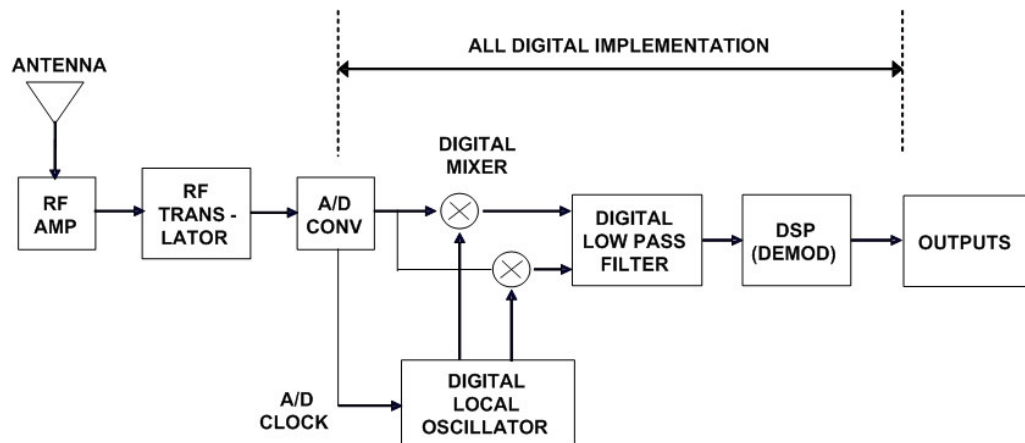 ALL DIGITAL IMPLEMENTATION
ANTENNA
DIGITAL
MIXER
RF
AMP
RF
TRANS -
LATOR
A/D
CONV
DIGITAL
LOW PASS
FILTER
DSP
(DEMOD)
OUTPUTS
A/D
CLOCK
DIGITAL
LOCAL
OSCILLATOR